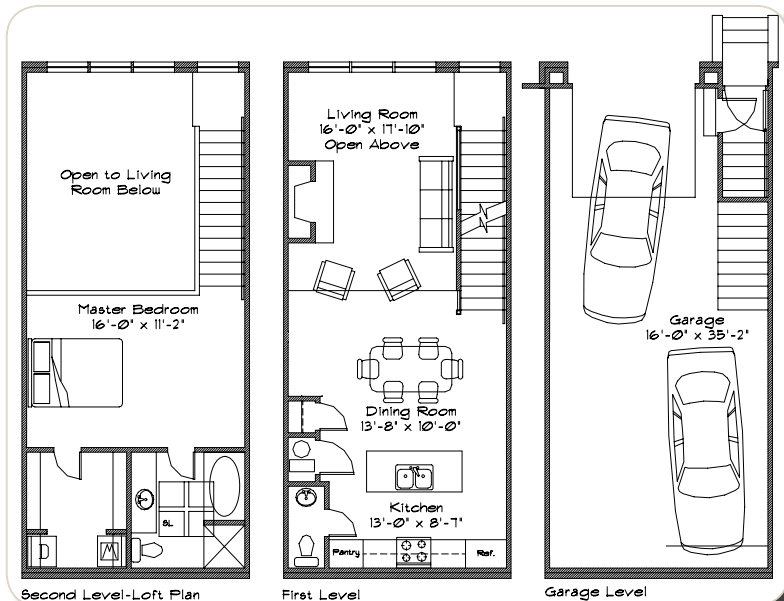 Open to Living
Room Below
Master Bedroom
16'-0" x 11'-2"
SL
Second Level-Loft Plan
Living Room
16'-0" x 17'-10"
Open Above
Dining Room
13'-8" x 10'-0"
Kitchen
13'-0" x 8'-7"
Pantry
Ref.
First Level
Garage
16'-0" x 35'-2"
Garage Level